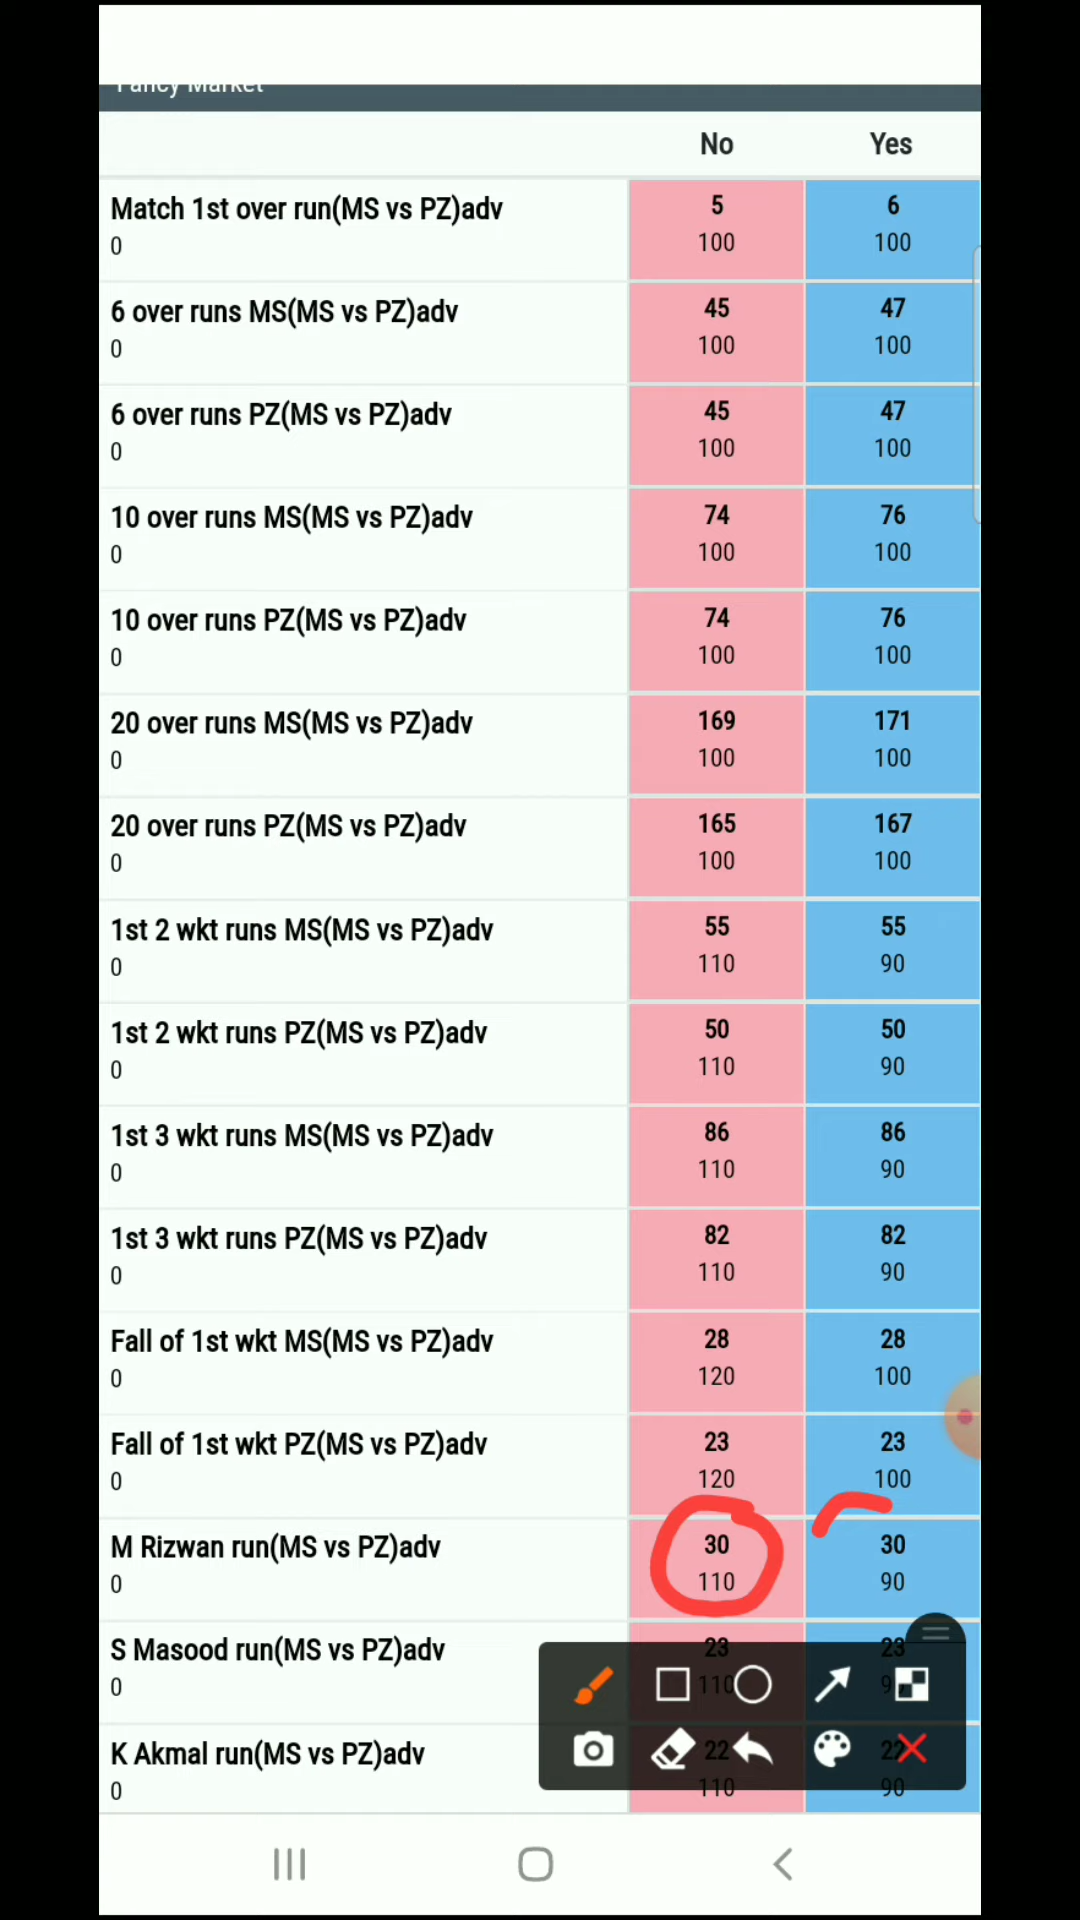 Fancy Market
No Yes
Match 1st over run(MS vs PZ)adv 5 6
0 100 100
6 over runs MS(MS vs PZ)adv 45 47
0 100 100
6 over runs PZ(MS vs PZ)adv 45 47
0 100 100
10 over runs MS(MS vs PZ)adv 74 76
0 100 100
10 over runs PZ(MS vs PZ)adv 74 76
0 100 100
20 over runs MS(MS vs PZ)adv 169 171
0 100 100
20 over runs PZ(MS vs PZ)adv 165 167
0 100 100
1st 2 wkt runs MS(MS vs PZ)adv 55 55
0 110 90
1st 2 wkt runs PZ(MS vs PZ)adv 50 50
0 110 90
1st 3 wkt runs MS(MS vs PZ)adv 86 86
0 110 90
1st 3 wkt runs PZ(MS vs PZ)adv 82 82
0 110 90
Fall of 1st wkt MS(MS vs PZ)adv 28 28
0 120 100
Fall of 1st wkt PZ(MS vs PZ)adv 23 23
0 120 100
M Rizwan run(MS vs PZ)adv 30 30
0 110 90
S Masood run(MS vs PZ)adv 23 23
0 110
K Akmal run(MS vs PZ)adv 22 22
0 110 90